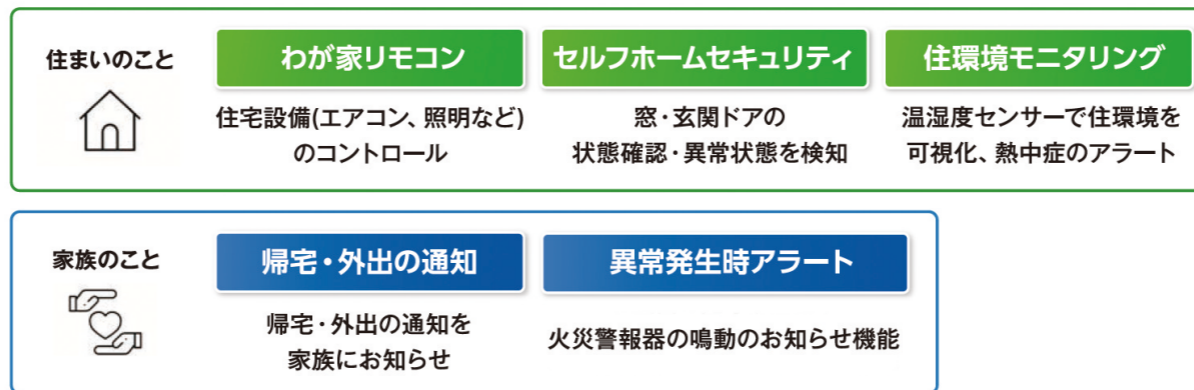 住まいのこと
わが家リモコン
住宅設備(エアコン、照明など)
のコントロール
セルフホームセキュリティ
窓・玄関ドアの
状態確認・異常状態を検知
住環境モニタリング
温湿度センサーで住環境を
可視化、熱中症のアラート
家族のこと
帰宅・外出の通知
帰宅・外出の通知を
家族にお知らせ
異常発生時アラート
火災警報器の鳴動のお知らせ機能